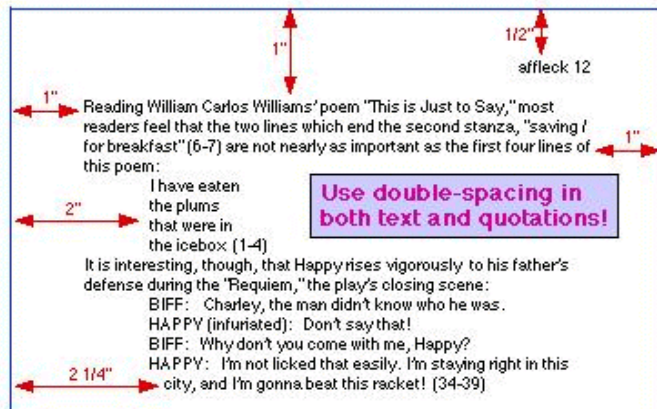 1"
1/2"
affleck 12
1"
Reading William Carlos Williams' poem "This is Just to Say," most
readers feel that the two lines which end the second stanza, "saving /
for breakfast" (6-7) are not nearly as important as the first four lines of
1"
this poem:
I have eaten
the plums
that were in
the icebox (1-4)
2"
Use double-spacing in
both text and quotations!
It is interesting, though, that Happy rises vigorously to his father's
defense during the "Requiem," the play's closing scene:
BIFF: Charley, the man didn't know who he was.
HAPPY (infuriated): Don't say that!
BIFF: Why don't you come with me, Happy?
HAPPY: I'm not licked that easily. I'm staying right in this
city, and I'm gonna beat this racket! (34-39)
2 1/4"